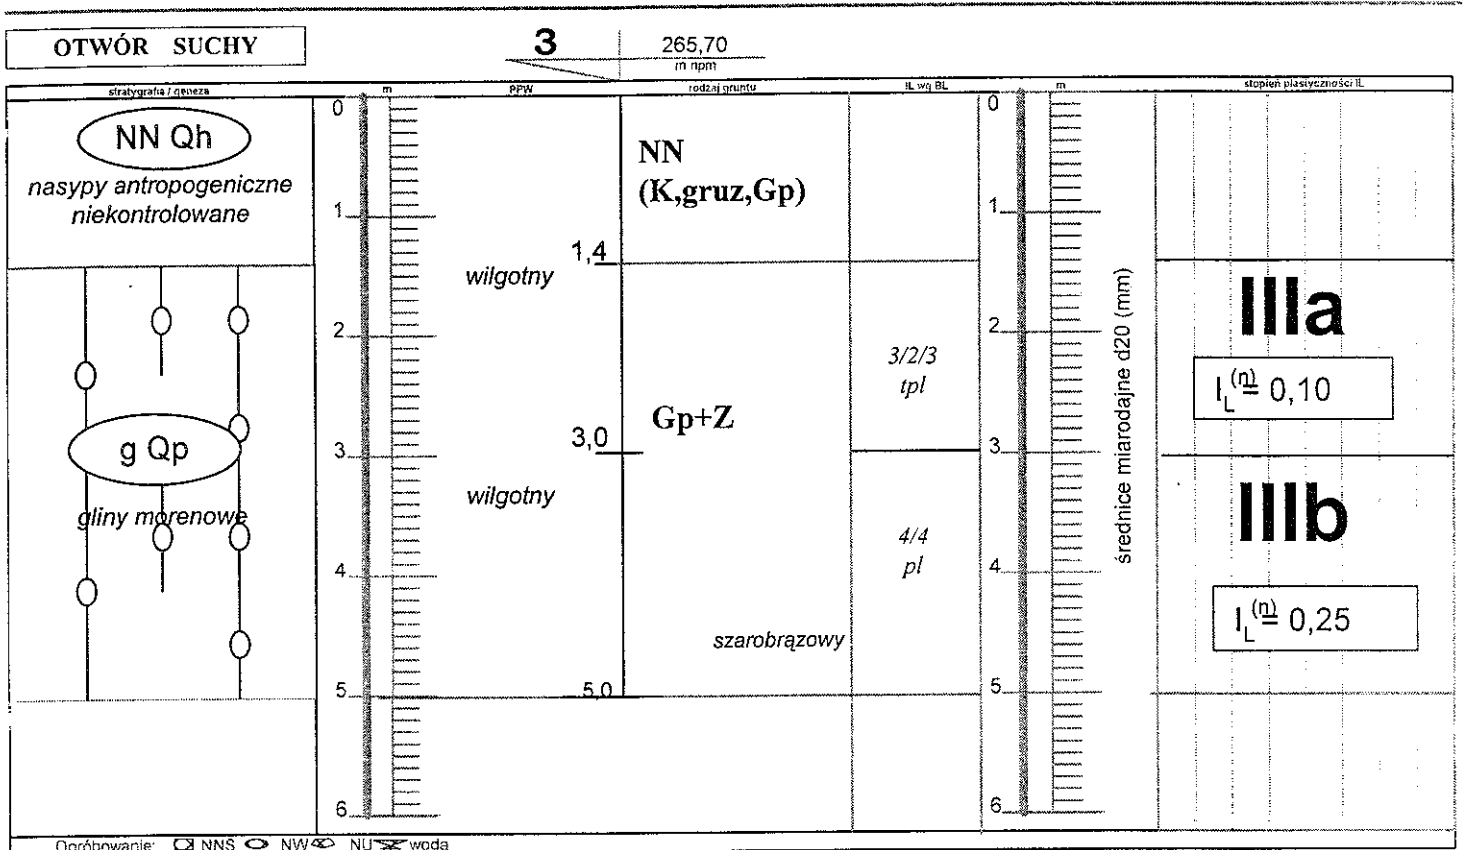 OTWÓR SUCHY
3
265,70
m npm
stratygrafia / geneza
m
PPW
rodzaj gruntu
IL wg BL
m
stopień plastyczności IL
NN Qh
nasypy antropogeniczne
niekontrolowane
g Qp
gliny morenowe
0
1
2
3
4
5
6
wilgotny
wilgotny
1,4
3,0
5,0
NN
(K,gruz,Gp)
Gp+Z
szarobrązowy
3/2/3
tpl
4/4
pl
0
1
2
3
4
5
6
średnice miarodajne d20 (mm)
IIIa
IL(n)= 0,10
IIIb
IL(n)= 0,25
Opróbowanie: NNS NW NU woda